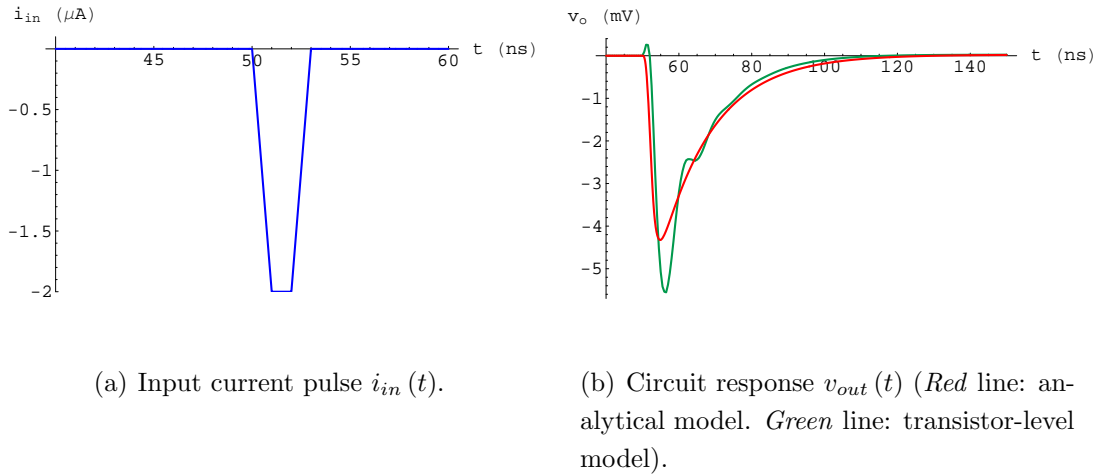 i_in (μA)
t (ns)
45 50 55 60
-0.5
-1
-1.5
-2
(a) Input current pulse i_in (t).
v_o (mV)
t (ns)
60 80 100 120 140
-1
-2
-3
-4
-5
(b) Circuit response v_out (t) (Red line: an-
alytical model. Green line: transistor-level
model).